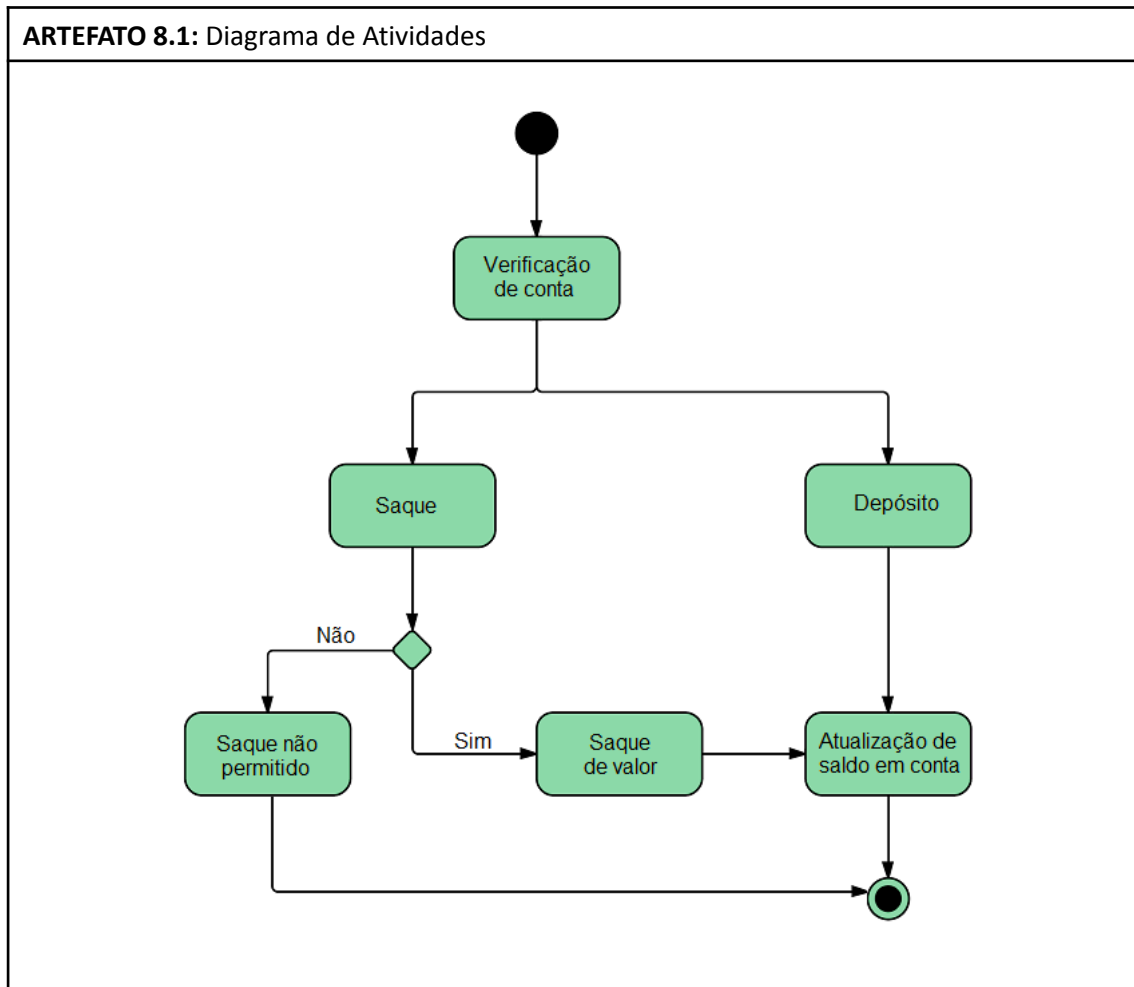 ARTEFATO 8.1: Diagrama de Atividades
Verificação
de conta
Saque
Depósito
Não
Sim
Saque não
permitido
Saque
de valor
Atualização de
saldo em conta